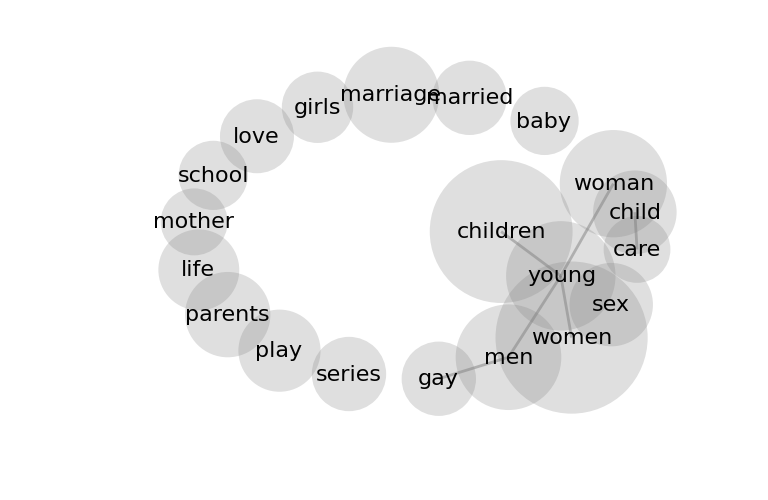 marriage
married
girls
baby
love
school
woman
child
mother
children
care
life
young
sex
parents
women
play
men
series
gay